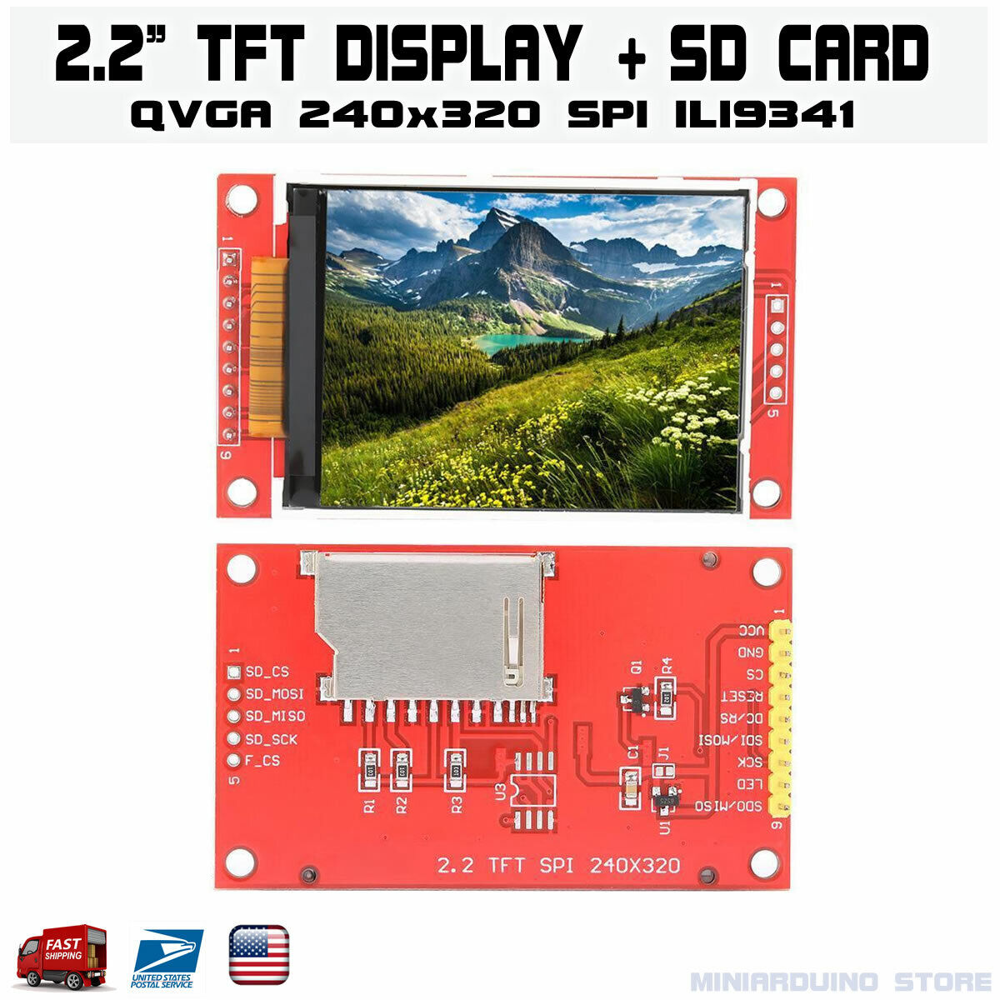 2.2” TFT DISPLAY + SD CARD
QVGA 240x320 SPI ILI9341
1
9
1
5
1
SD_CS
SD_MOSI
SD_MISO
SD_SCK
F_CS
5
R1
R2
R3
103
103
103
U3
Q1
R4
C1
J1
U1
1
VCC
GND
CS
RESET
DC/RS
SDI/MOSI
SCK
LED
SDO/MISO
9
2.2 TFT SPI 240X320
FAST
SHIPPING
UNITED STATES
POSTAL SERVICE
MINIARDUINO STORE